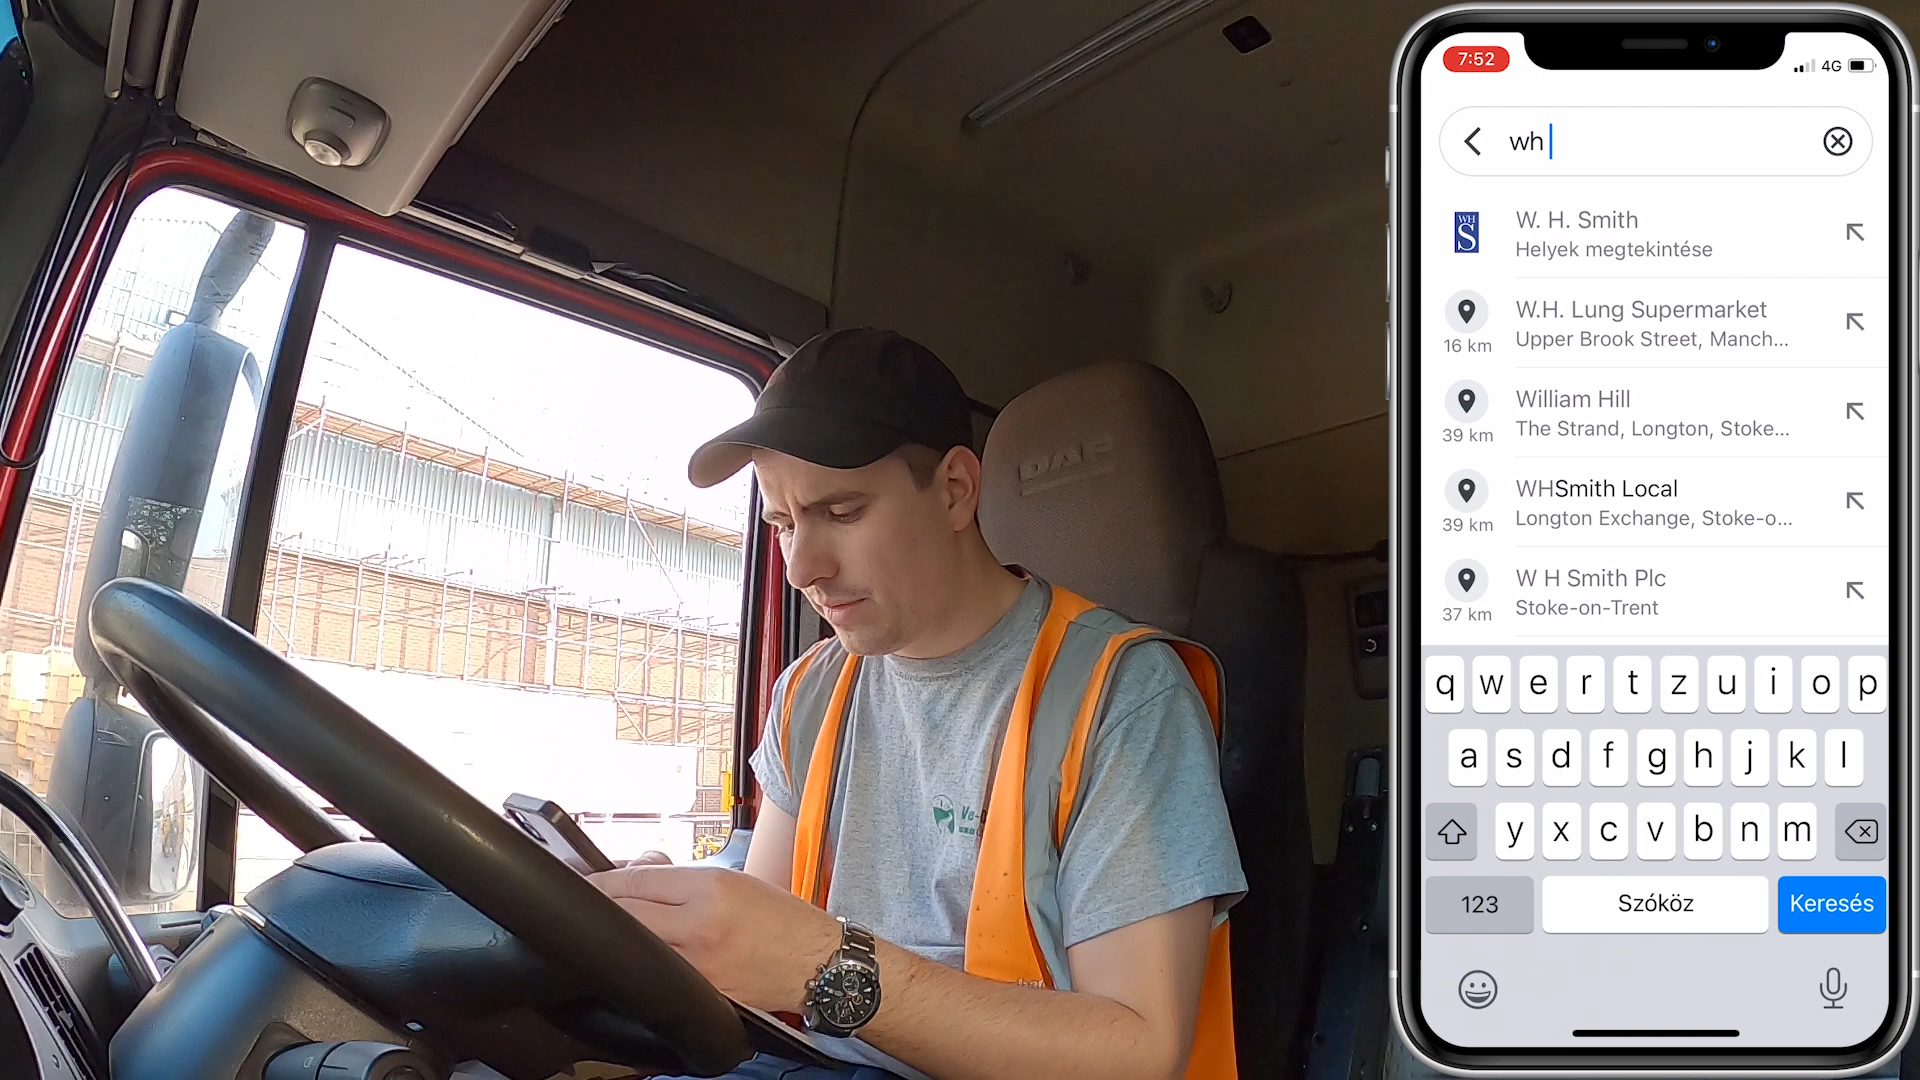 DAF
7:52
4G
wh
WH
S
W. H. Smith
Helyek megtekintése
W.H. Lung Supermarket
16 km
Upper Brook Street, Manch...
William Hill
39 km
The Strand, Longton, Stoke...
WHSmith Local
39 km
Longton Exchange, Stoke-o...
W H Smith Plc
37 km
Stoke-on-Trent
q w e r t z u i o p
a s d f g h j k l
y x c v b n m
123
Szóköz
Keresés